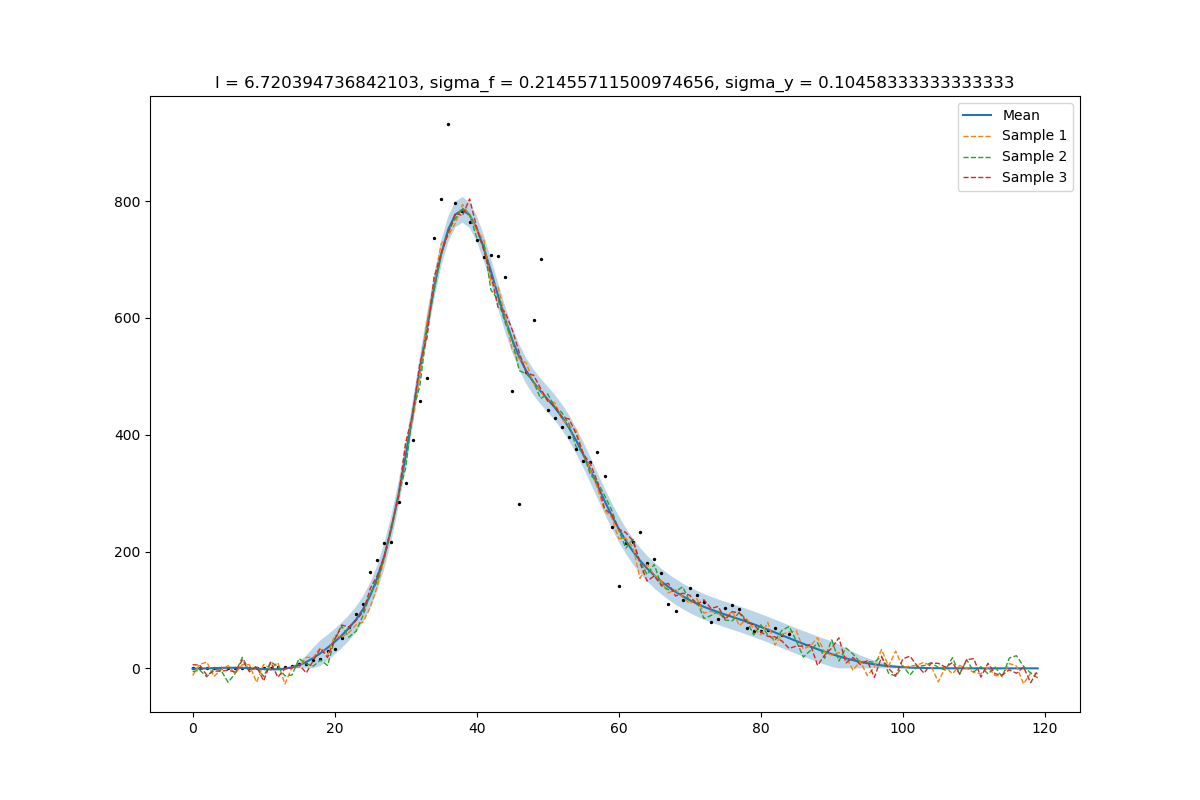 l = 6.720394736842103, sigma_f = 0.21455711500974656, sigma_y = 0.10458333333333333
Mean
Sample 1
Sample 2
Sample 3
800
600
400
200
0
0 20 40 60 80 100 120